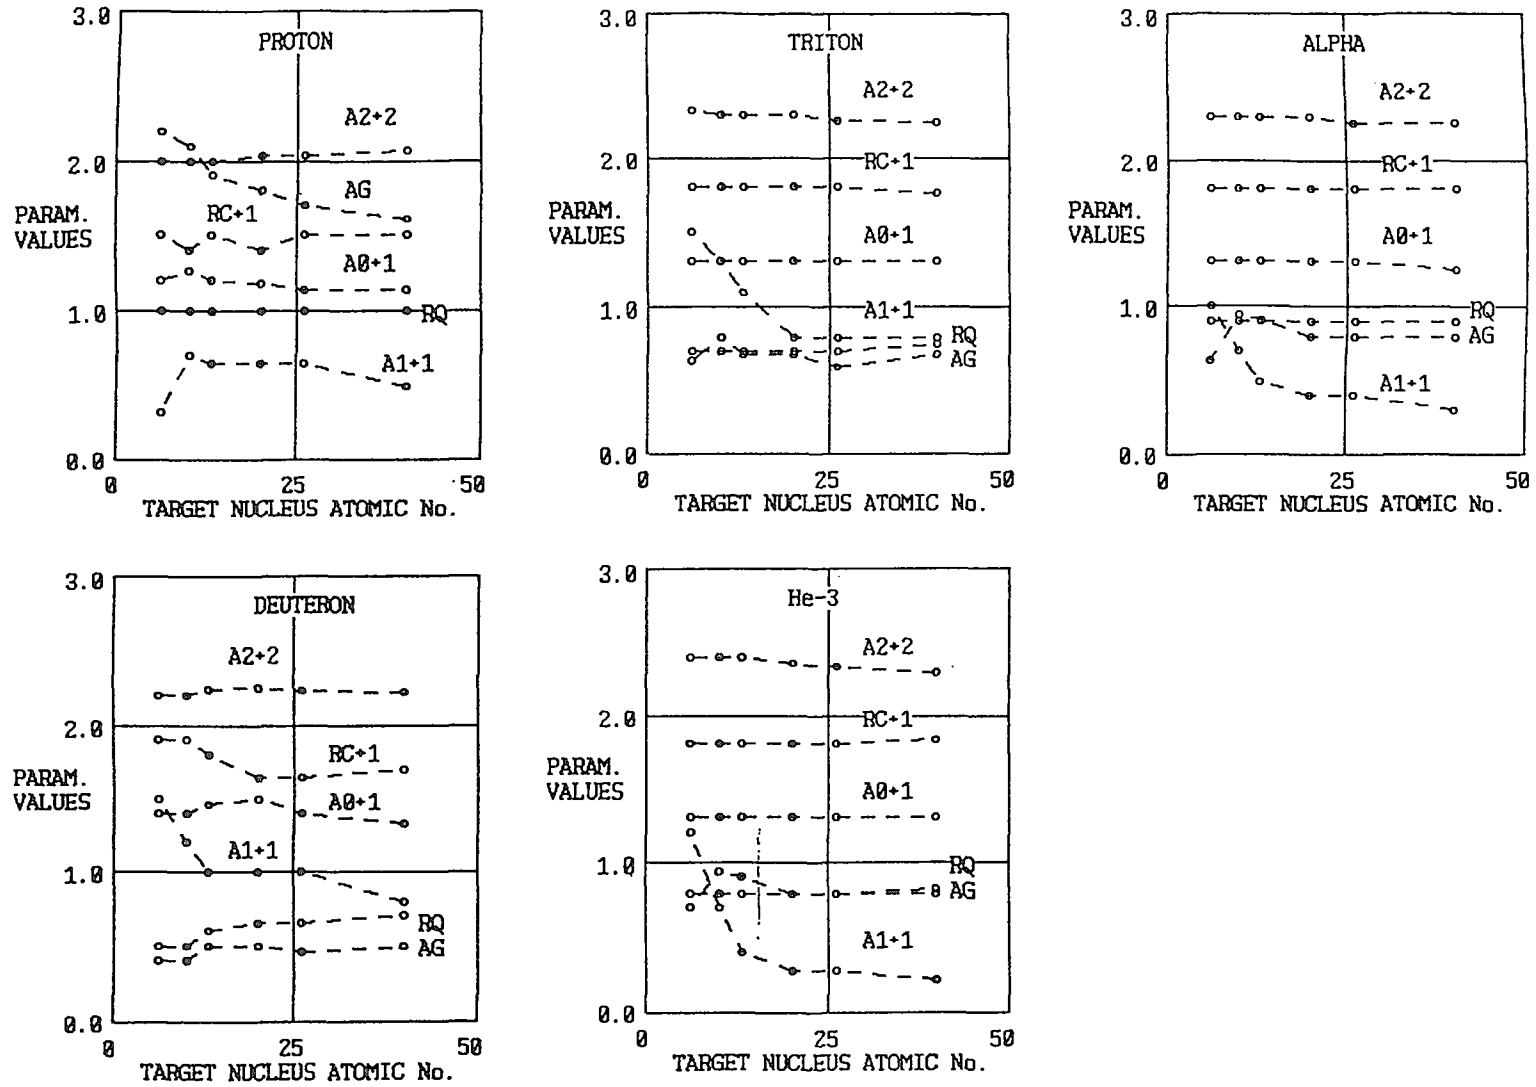 3.0
PROTON
A2+2
2.0
AG
RC+1
PARAM.
VALUES
A0+1
1.0
RQ
A1+1
0.0
0
25
50
TARGET NUCLEUS ATOMIC No.
3.0
TRITON
A2+2
2.0
RC+1
PARAM.
VALUES
A0+1
1.0
A1+1
RQ
AG
0.0
0
25
50
TARGET NUCLEUS ATOMIC No.
3.0
ALPHA
A2+2
2.0
RC+1
PARAM.
VALUES
A0+1
1.0
RQ
AG
A1+1
0.0
0
25
50
TARGET NUCLEUS ATOMIC No.
3.0
DEUTERON
A2+2
2.0
RC+1
PARAM.
VALUES
A0+1
A1+1
1.0
RQ
AG
0.0
0
25
50
TARGET NUCLEUS ATOMIC No.
3.0
He-3
A2+2
2.0
RC+1
PARAM.
VALUES
A0+1
1.0
RQ
AG
A1+1
0.0
0
25
50
TARGET NUCLEUS ATOMIC No.